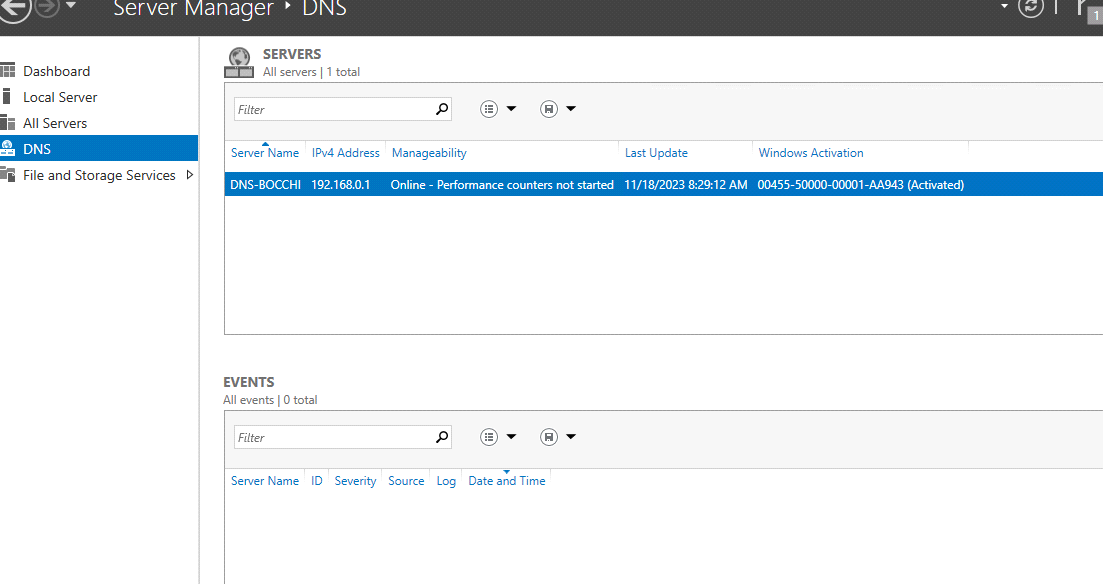 Server Manager ‣ DNS
1
Dashboard
Local Server
All Servers
DNS
File and Storage Services
SERVERS
All servers | 1 total
Filter
Server Name IPv4 Address Manageability Last Update Windows Activation
DNS-BOCCHI 192.168.0.1 Online - Performance counters not started 11/18/2023 8:29:12 AM 00455-50000-00001-AA943 (Activated)
EVENTS
All events | 0 total
Filter
Server Name ID Severity Source Log Date and Time